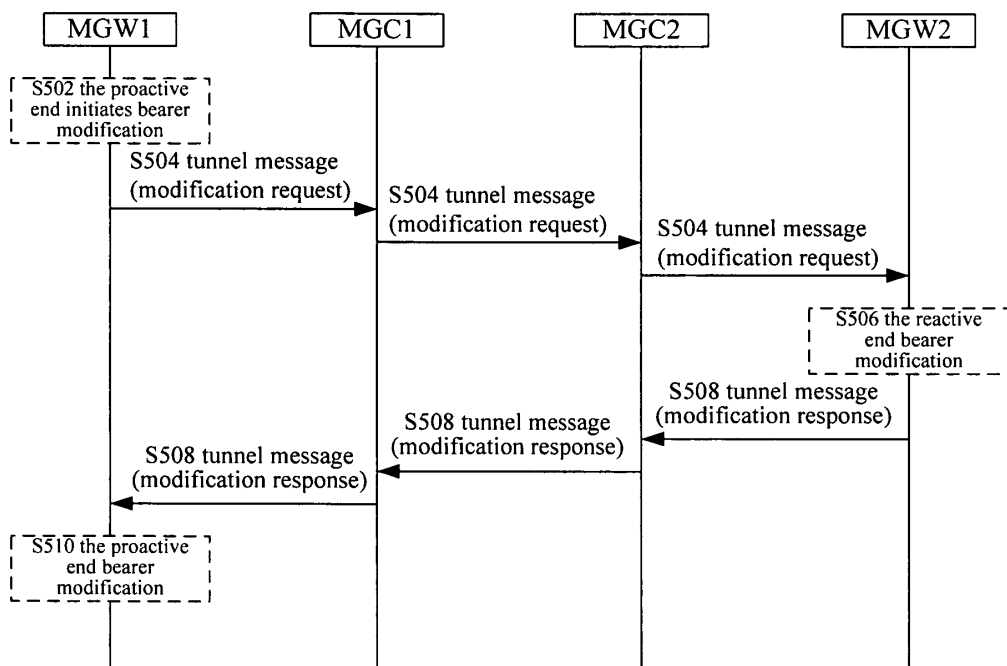 MGW1
MGC1
MGC2
MGW2
S502 the proactive
end initiates bearer
modification
S504 tunnel message
(modification request)
S504 tunnel message
(modification request)
S504 tunnel message
(modification request)
S506 the reactive
end bearer
modification
S508 tunnel message
(modification response)
S508 tunnel message
(modification response)
S508 tunnel message
(modification response)
S510 the proactive
end bearer
modification